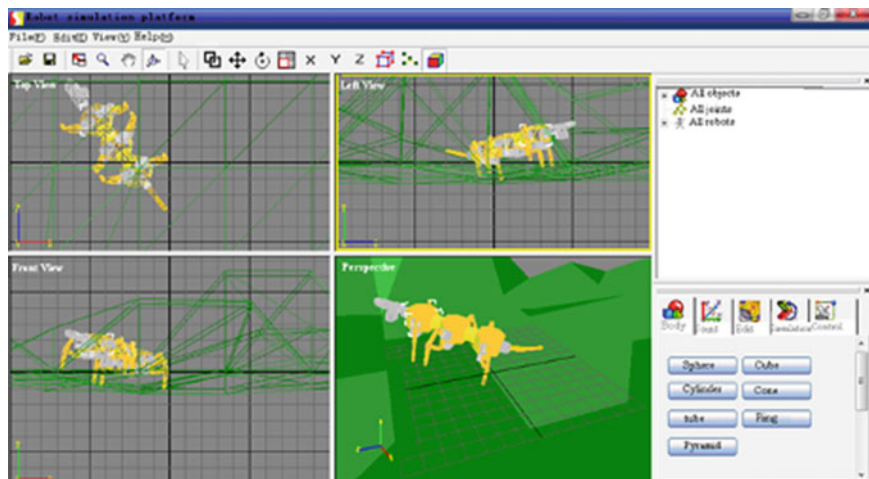 Robot simulation platform
File(F) Edit(E) View(V) Help(H)
X Y Z
Top View
Left View
Front View
Perspective
All objects
All joints
All robots
Body
Edit
Simulation
Control
Sphere
Cube
Cylinder
Cone
tube
Ring
Pyramid